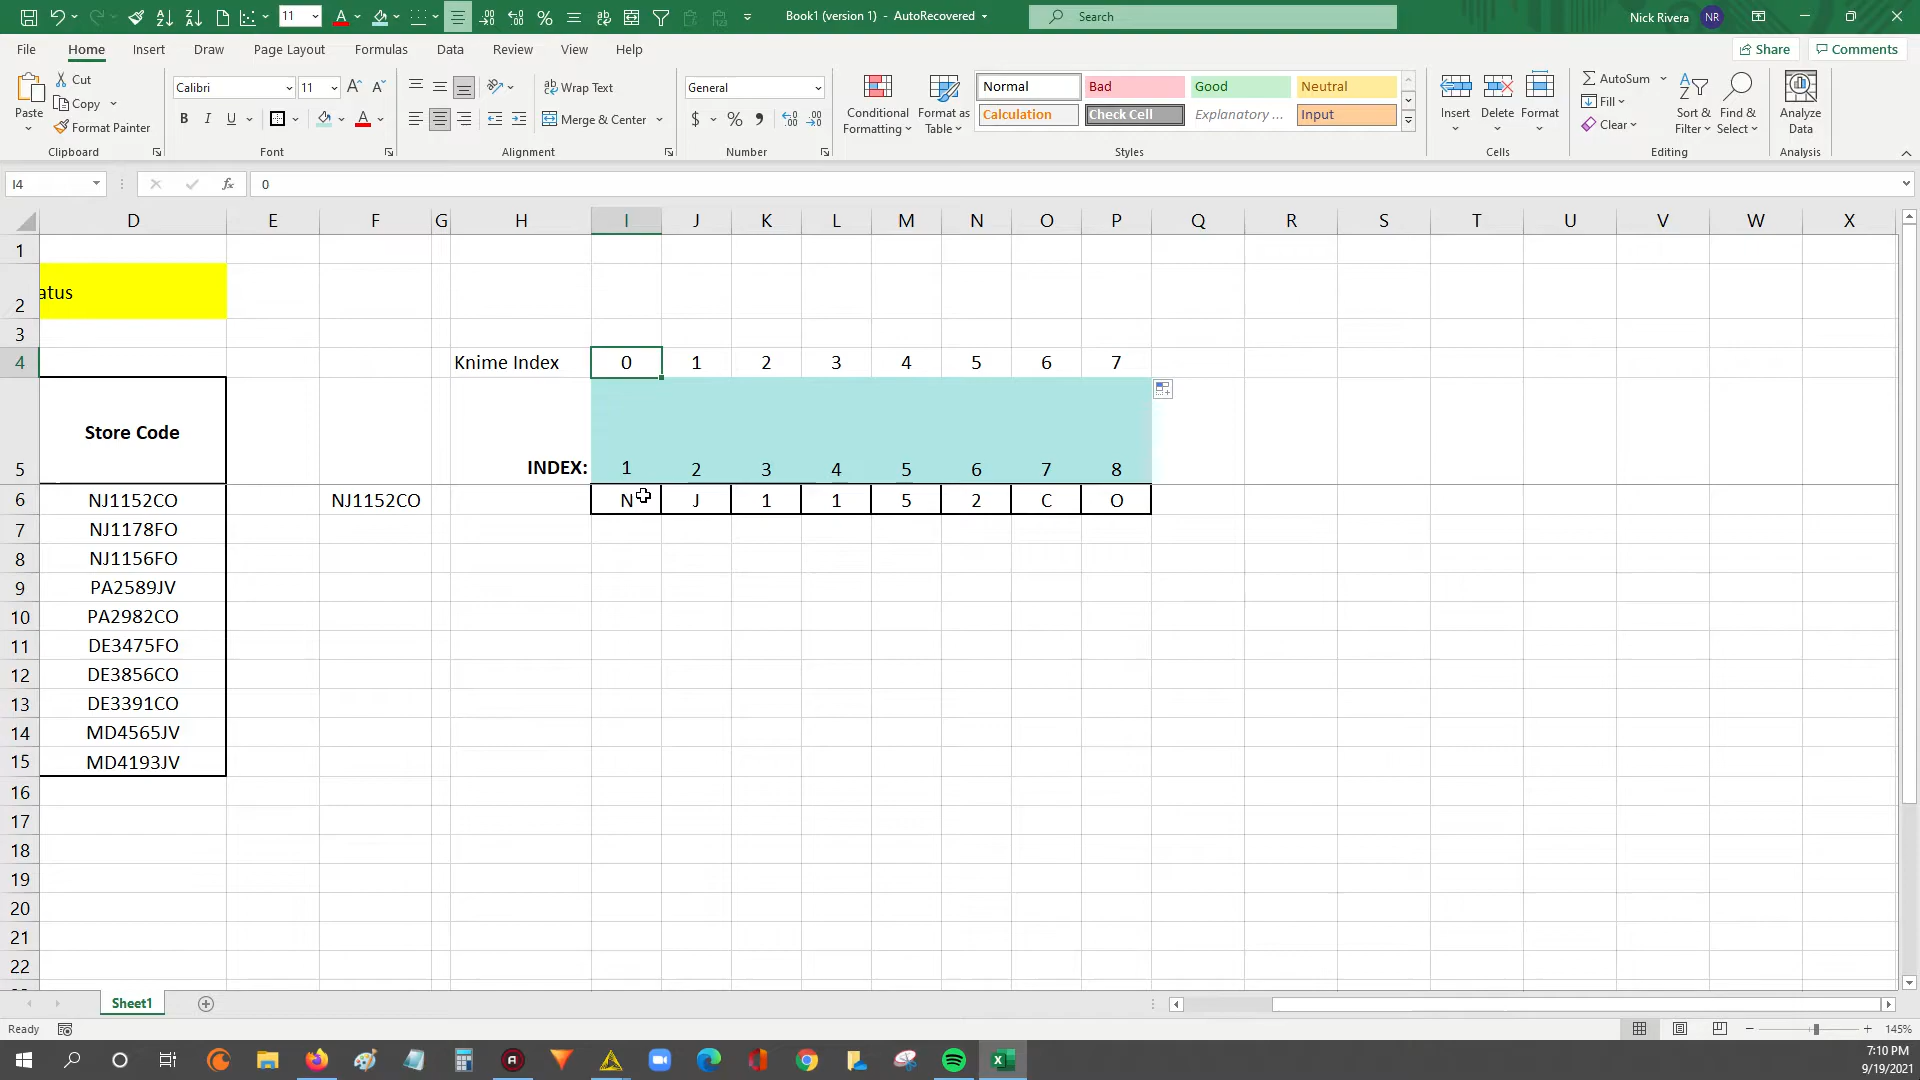 11
Book1 (version 1) - AutoRecovered
Search
Nick Rivera NR
File Home Insert Draw Page Layout Formulas Data Review View Help
Share Comments
Paste
Cut
Copy
Format Painter
Clipboard
Calibri 11
B I U
Font
Wrap Text
Merge & Center
Alignment
General
$ %
Number
Conditional Formatting
Format as Table
Normal Bad Good Neutral
Calculation Check Cell Explanatory ... Input
Styles
Insert Delete Format
Cells
AutoSum
Fill
Clear
Sort & Filter
Find & Select
Editing
Analyze Data
Analysis
I4 fx 0
D E F G H I J K L M N O P Q R S T U V W X
1
2 atus
3
4 Knime Index 0 1 2 3 4 5 6 7
5 Store Code INDEX: 1 2 3 4 5 6 7 8
6 NJ1152CO NJ1152CO N J 1 1 5 2 C O
7 NJ1178FO
8 NJ1156FO
9 PA2589JV
10 PA2982CO
11 DE3475FO
12 DE3856CO
13 DE3391CO
14 MD4565JV
15 MD4193JV
16
17
18
19
20
21
22
Sheet1
Ready 145%
7:10 PM
9/19/2021